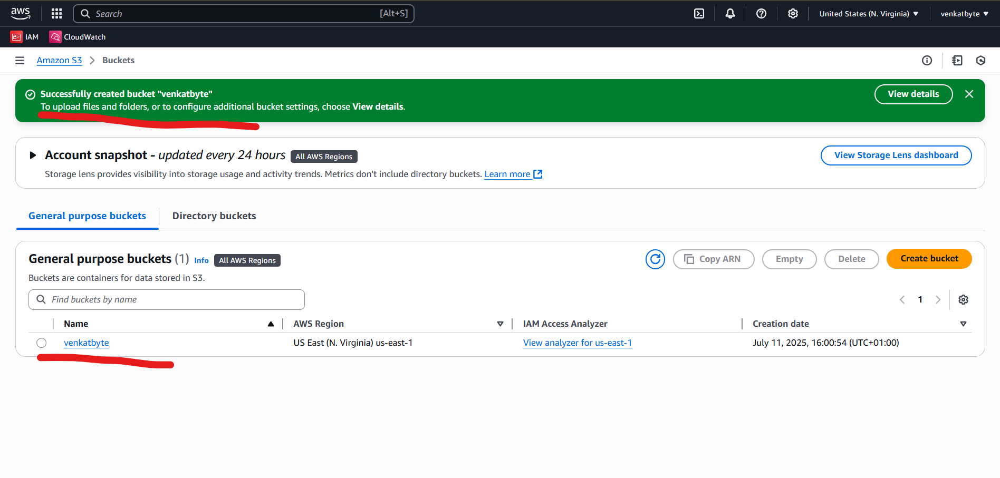 aws Search [Alt+S] United States (N. Virginia) venkatbyte
IAM CloudWatch
Amazon S3 Buckets
Successfully created bucket "venkatbyte"
To upload files and folders, or to configure additional bucket settings, choose View details.
View details
Account snapshot - updated every 24 hours All AWS Regions
View Storage Lens dashboard
Storage lens provides visibility into storage usage and activity trends. Metrics don't include directory buckets. Learn more
General purpose buckets Directory buckets
General purpose buckets (1) Info All AWS Regions
Copy ARN Empty Delete Create bucket
Buckets are containers for data stored in S3.
Find buckets by name
1
Name AWS Region IAM Access Analyzer Creation date
venkatbyte US East (N. Virginia) us-east-1 View analyzer for us-east-1 July 11, 2025, 16:00:54 (UTC+01:00)